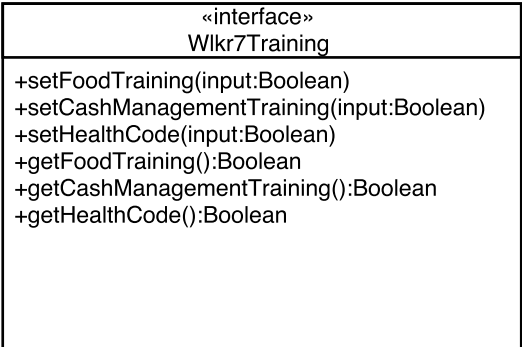 «interface»
Wlkr7Training
+setFoodTraining(input:Boolean)
+setCashManagementTraining(input:Boolean)
+setHealthCode(input:Boolean)
+getFoodTraining():Boolean
+getCashManagementTraining():Boolean
+getHealthCode():Boolean